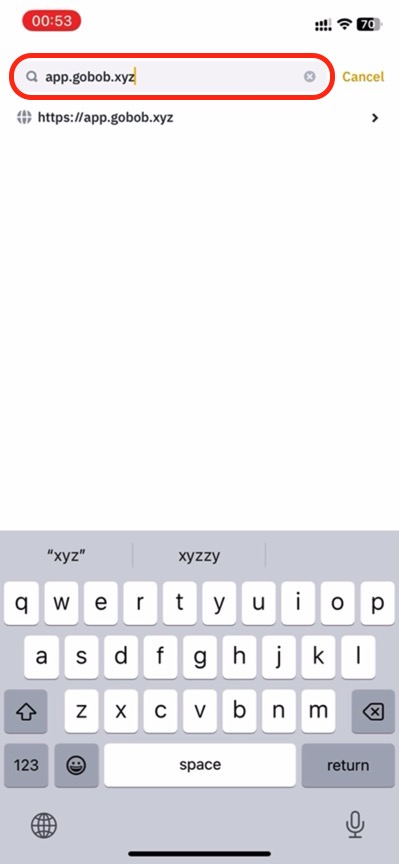 00:53
70
app.gobob.xyz
Cancel
https://app.gobob.xyz
“xyz”
xyzzy
q w e r t y u i o p
a s d f g h j k l
z x c v b n m
123
space
return